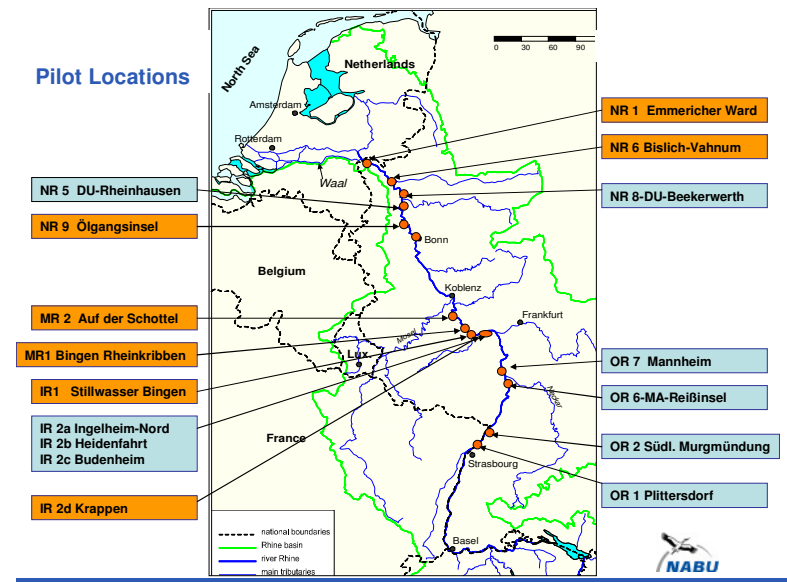 Pilot Locations
0 30 60 90
North Sea
Netherlands
Amsterdam
Rotterdam
Waal
Bonn
Belgium
Koblenz
Frankfurt
Mosel
Lux
Neckar
France
Strasbourg
Basel
NR 5 DU-Rheinhausen
NR 9 Ölgangsinsel
MR 2 Auf der Schottel
MR1 Bingen Rheinkribben
IR1 Stillwasser Bingen
IR 2a Ingelheim-Nord
IR 2b Heidenfahrt
IR 2c Budenheim
IR 2d Krappen
NR 1 Emmericher Ward
NR 6 Bislich-Vahnum
NR 8-DU-Beekerwerth
OR 7 Mannheim
OR 6-MA-Reißinsel
OR 2 Südl. Murgmündung
OR 1 Plittersdorf
national boundaries
Rhine basin
river Rhine
main tributaries
NABU